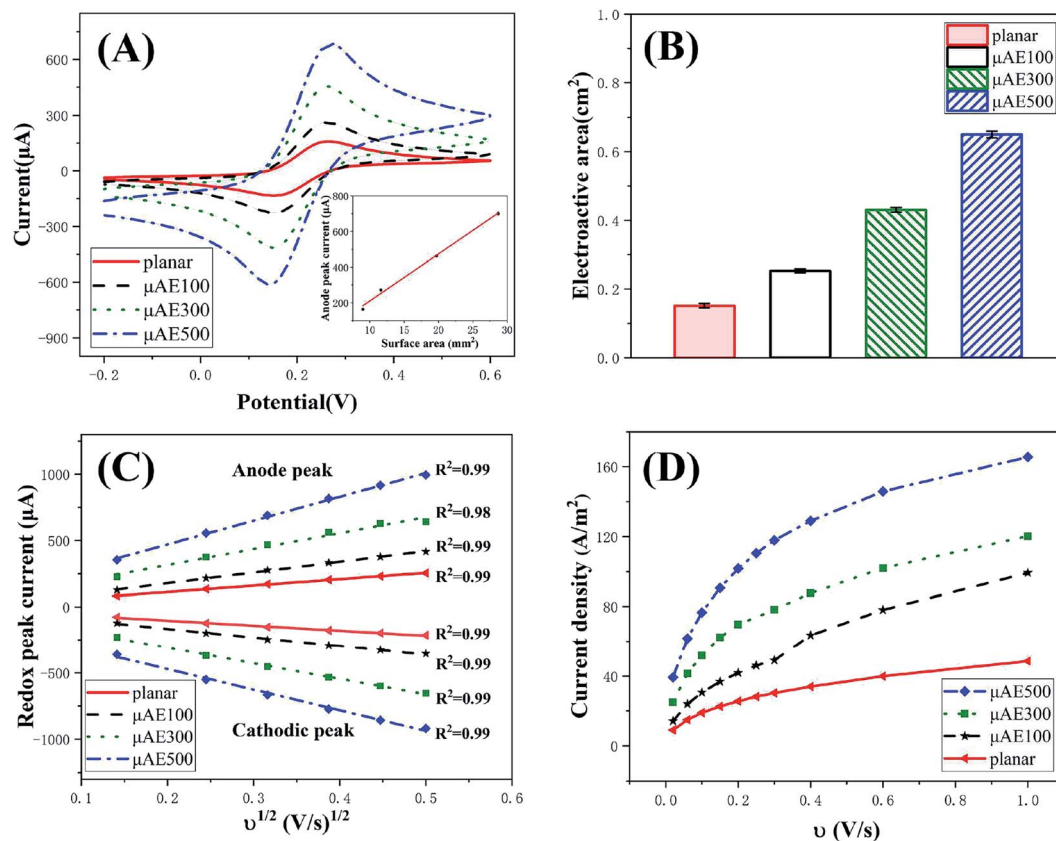 (A)
Current(μA)
600
300
0
-300
-600
-900
-0.2
0.0
0.2
0.4
0.6
Potential(V)
planar
μAE100
μAE300
μAE500
Anode peak current (μA)
800
600
400
200
10
15
20
25
30
Surface area (mm²)
(B)
Electroactive area(cm²)
1.0
0.8
0.6
0.4
0.2
0.0
planar
μAE100
μAE300
μAE500
(C)
Redox peak current (μA)
1000
500
0
-500
-1000
0.1
0.2
0.3
0.4
0.5
0.6
υ^1/2 (V/s)^1/2
Anode peak
R²=0.99
R²=0.98
R²=0.99
R²=0.99
R²=0.99
R²=0.99
R²=0.99
R²=0.99
Cathodic peak
planar
μAE100
μAE300
μAE500
(D)
Current density (A/m²)
160
120
80
40
0
0.0
0.2
0.4
0.6
0.8
1.0
υ (V/s)
μAE500
μAE300
μAE100
planar